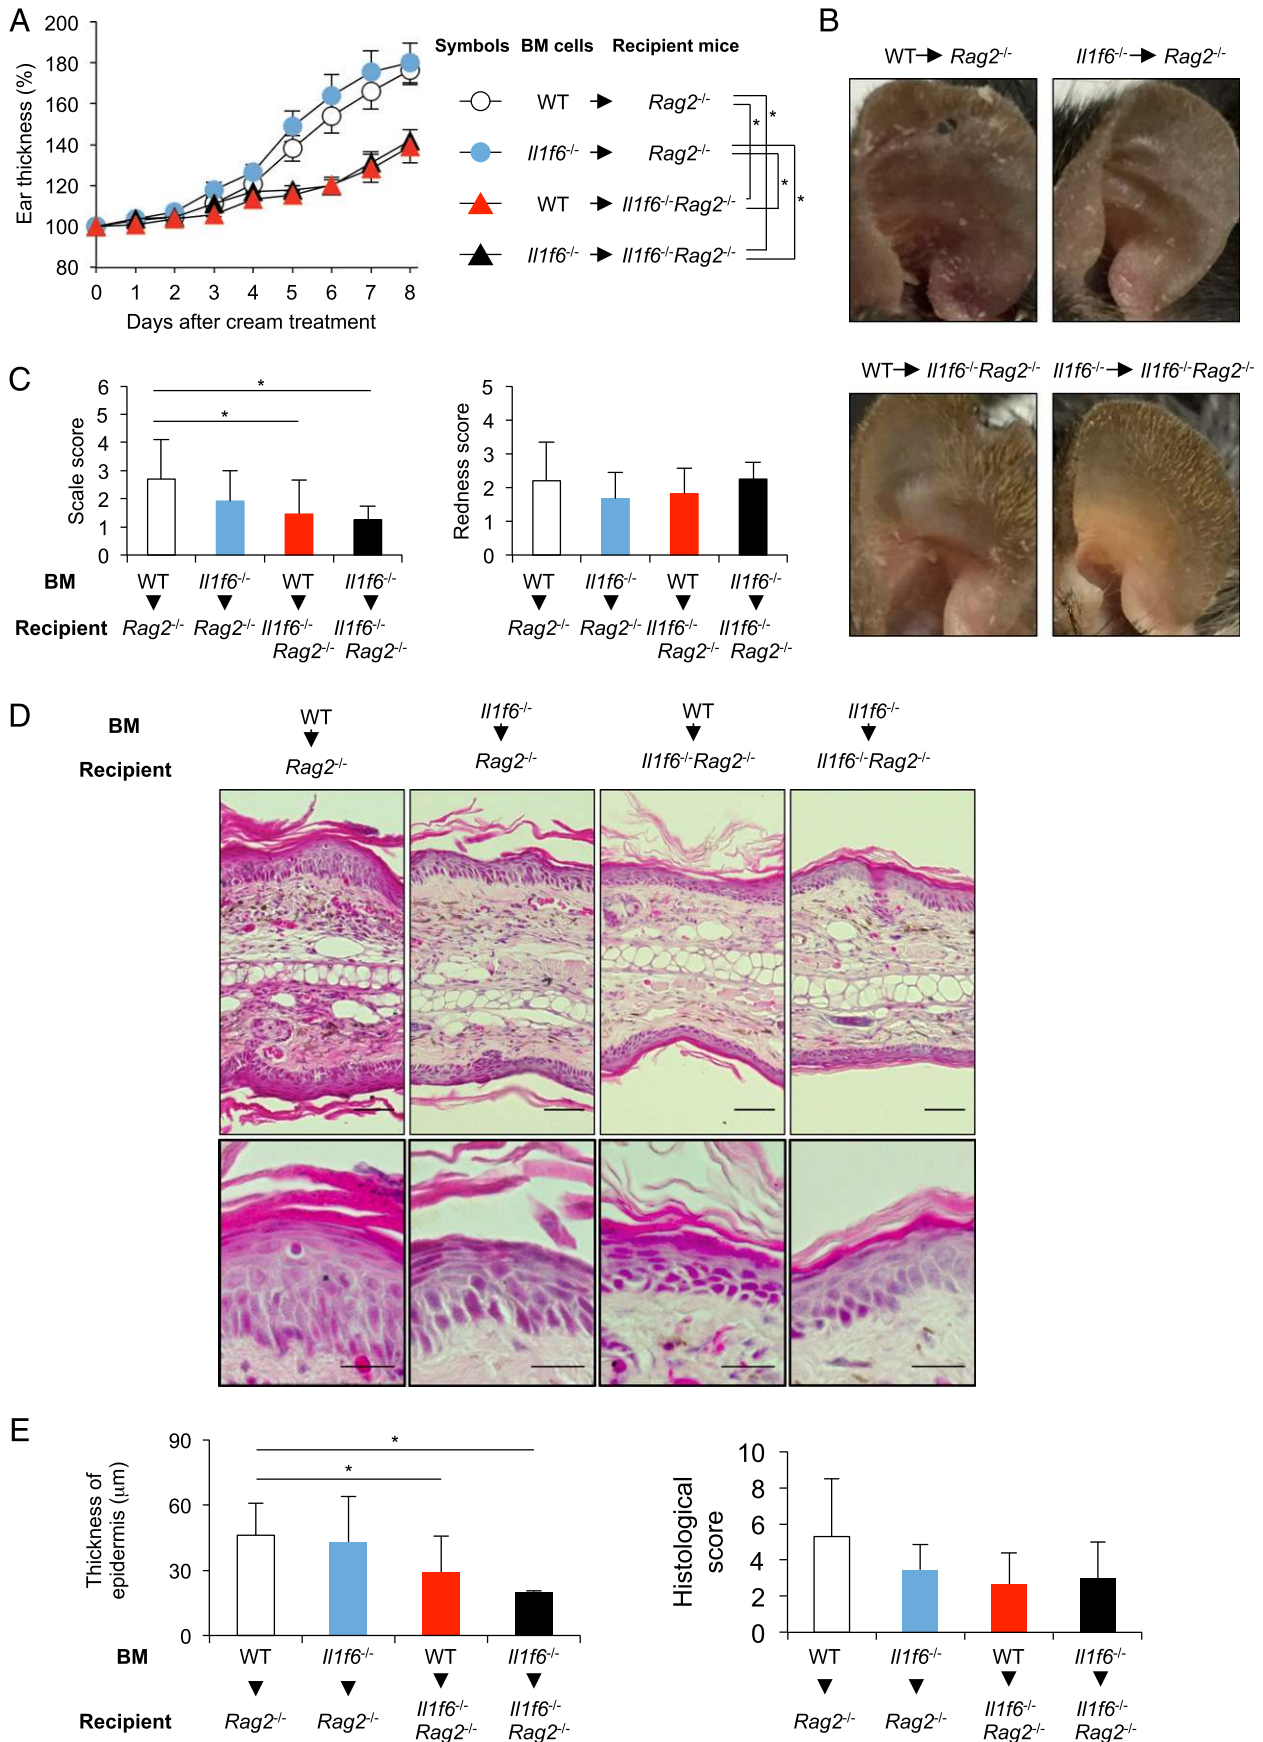 A
200
180
160
140
120
100
80
Ear thickness (%)
0 1 2 3 4 5 6 7 8
Days after cream treatment
Symbols BM cells Recipient mice
WT Rag2-/-
Il1f6-/- Rag2-/-
WT Il1f6-/-Rag2-/-
Il1f6-/- Il1f6-/-Rag2-/-
*
*
*
*
B
WT Rag2-/-
Il1f6-/- Rag2-/-
WT Il1f6-/-Rag2-/-
Il1f6-/- Il1f6-/-Rag2-/-
C
6
5
4
3
2
1
0
Scale score
*
*
BM WT Il1f6-/- WT Il1f6-/-
Recipient Rag2-/- Rag2-/- Il1f6-/- Il1f6-/-
Rag2-/- Rag2-/-
5
4
3
2
1
0
Redness score
WT Il1f6-/- WT Il1f6-/-
Rag2-/- Rag2-/- Il1f6-/- Il1f6-/-
Rag2-/- Rag2-/-
D
BM WT Il1f6-/- WT Il1f6-/-
Recipient Rag2-/- Rag2-/- Il1f6-/-Rag2-/- Il1f6-/-Rag2-/-
E
90
60
30
0
Thickness of
epidermis (μm)
*
*
BM WT Il1f6-/- WT Il1f6-/-
Recipient Rag2-/- Rag2-/- Il1f6-/- Il1f6-/-
Rag2-/- Rag2-/-
10
8
6
4
2
0
Histological
score
WT Il1f6-/- WT Il1f6-/-
Rag2-/- Rag2-/- Il1f6-/- Il1f6-/-
Rag2-/- Rag2-/-